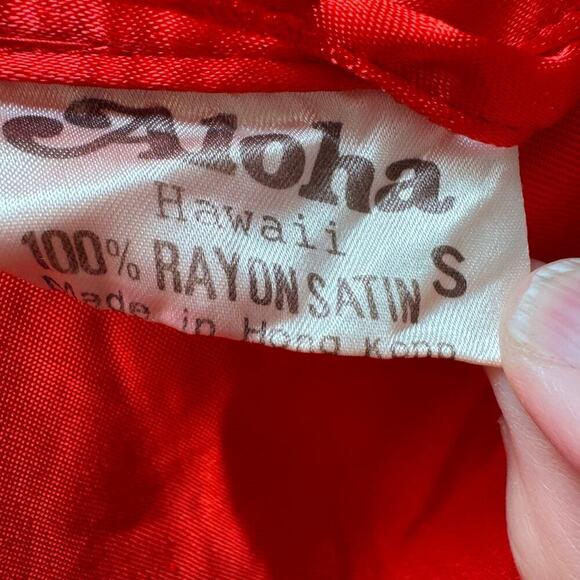 Aloha
Hawaii
100% RAYON SATIN S
Made in Hong Kong